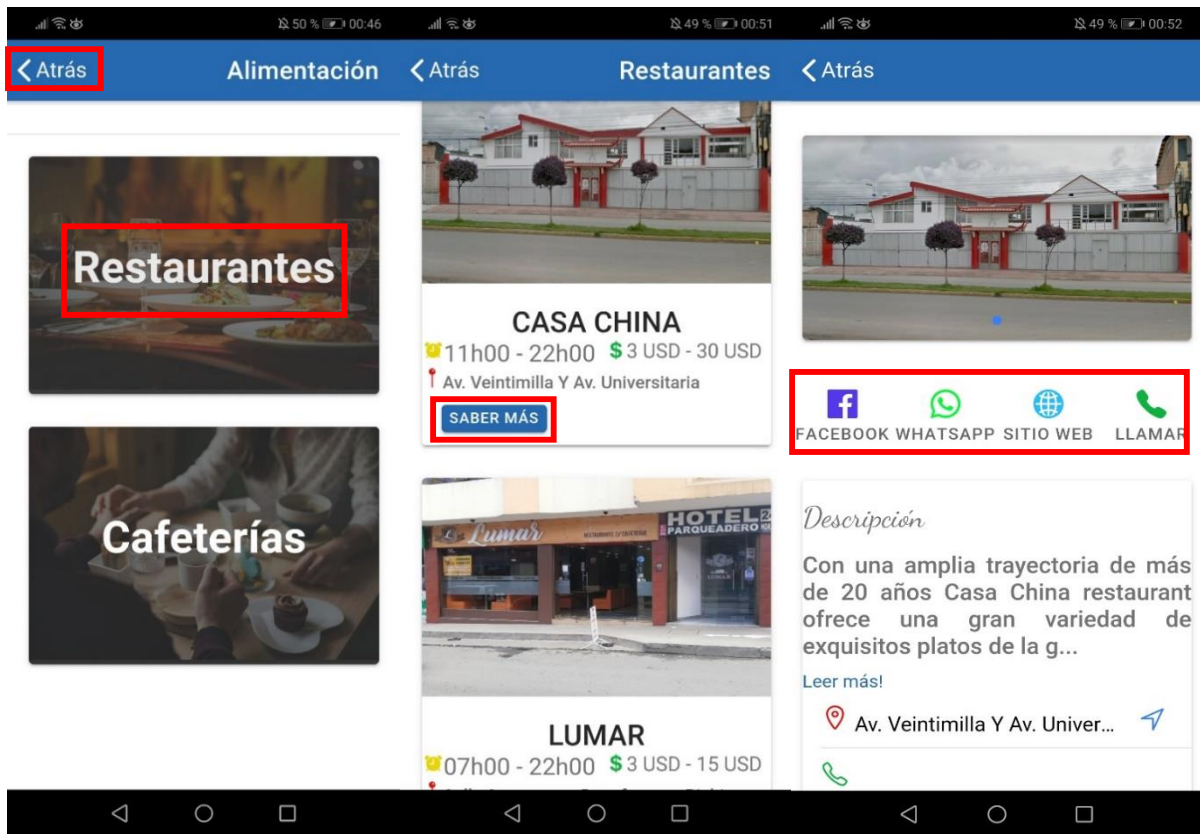 50 % 00:46
Atrás Alimentación
Restaurantes
Cafeterías
49 % 00:51
Atrás Restaurantes
CASA CHINA
11h00 - 22h00 $ 3 USD - 30 USD
Av. Veintimilla Y Av. Universitaria
SABER MÁS
Lumar
HOTEL
PARQUEADERO
LUMAR
07h00 - 22h00 $ 3 USD - 15 USD
49 % 00:52
Atrás
FACEBOOK WHATSAPP SITIO WEB LLAMAR
Descripción
Con una amplia trayectoria de más
de 20 años Casa China restaurant
ofrece una gran variedad de
exquisitos platos de la g...
Leer más!
Av. Veintimilla Y Av. Univer...